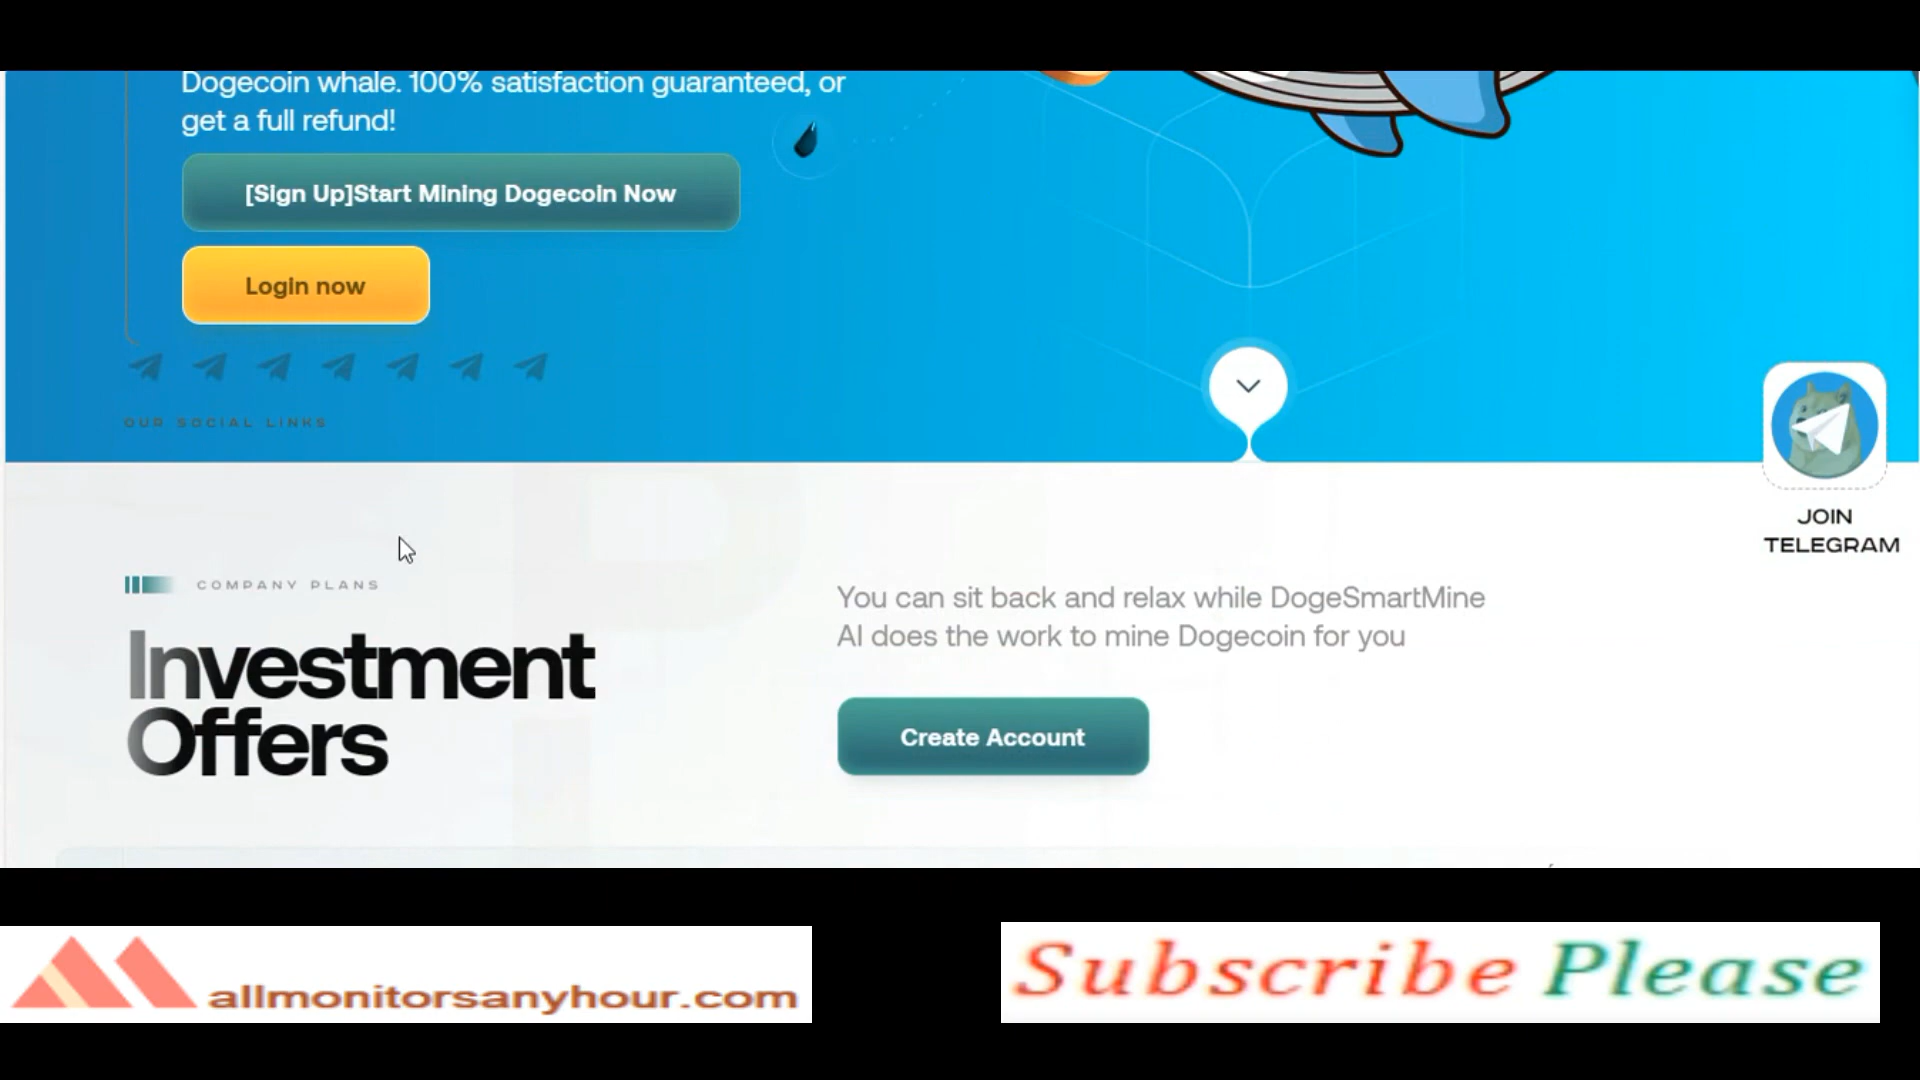 Dogecoin whale. 100% satisfaction guaranteed, or
get a full refund!
[Sign Up]Start Mining Dogecoin Now
Login now
OUR SOCIAL LINKS
JOIN
TELEGRAM
COMPANY PLANS
Investment
Offers
You can sit back and relax while DogeSmartMine
AI does the work to mine Dogecoin for you
Create Account
allmonitorsanyhour.com
Subscribe Please